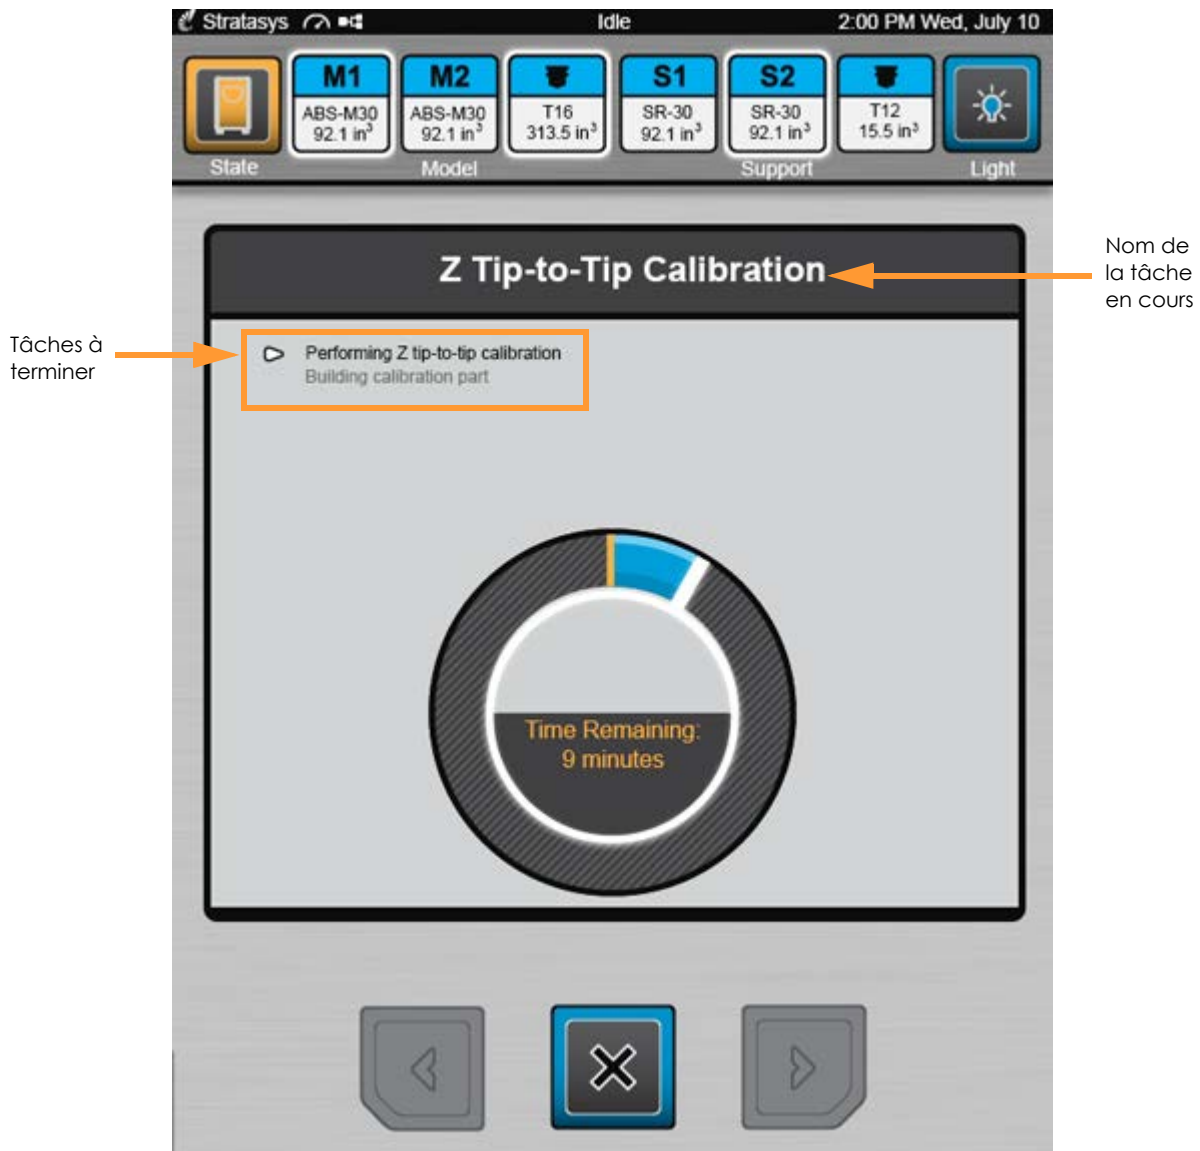 Stratasys Idle 2:00 PM Wed, July 10
M1 M2 S1 S2
ABS-M30 ABS-M30 T16 SR-30 SR-30 T12
92.1 in³ 92.1 in³ 313.5 in³ 92.1 in³ 92.1 in³ 15.5 in³
State Model Support Light
Z Tip-to-Tip Calibration
Nom de
la tâche
en cours
Tâches à
terminer
Performing Z tip-to-tip calibration
Building calibration part
Time Remaining:
9 minutes